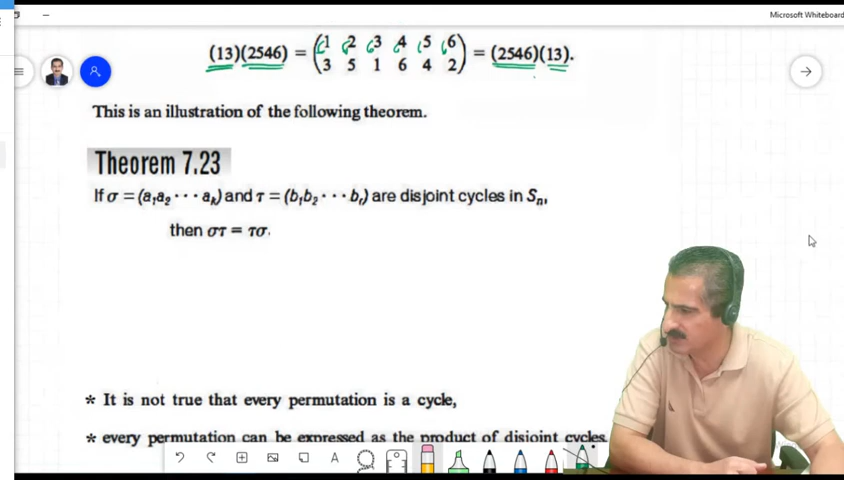 Microsoft Whiteboard
(13)(2546) = (1 2 3 4 5 6
3 5 1 6 4 2) = (2546)(13).
This is an illustration of the following theorem.
Theorem 7.23
If σ = (a₁a₂ · · · aₖ) and τ = (b₁b₂ · · · bᵣ) are disjoint cycles in Sₙ,
then στ = τσ.
* It is not true that every permutation is a cycle,
* every permutation can be expressed as the product of disjoint cycles